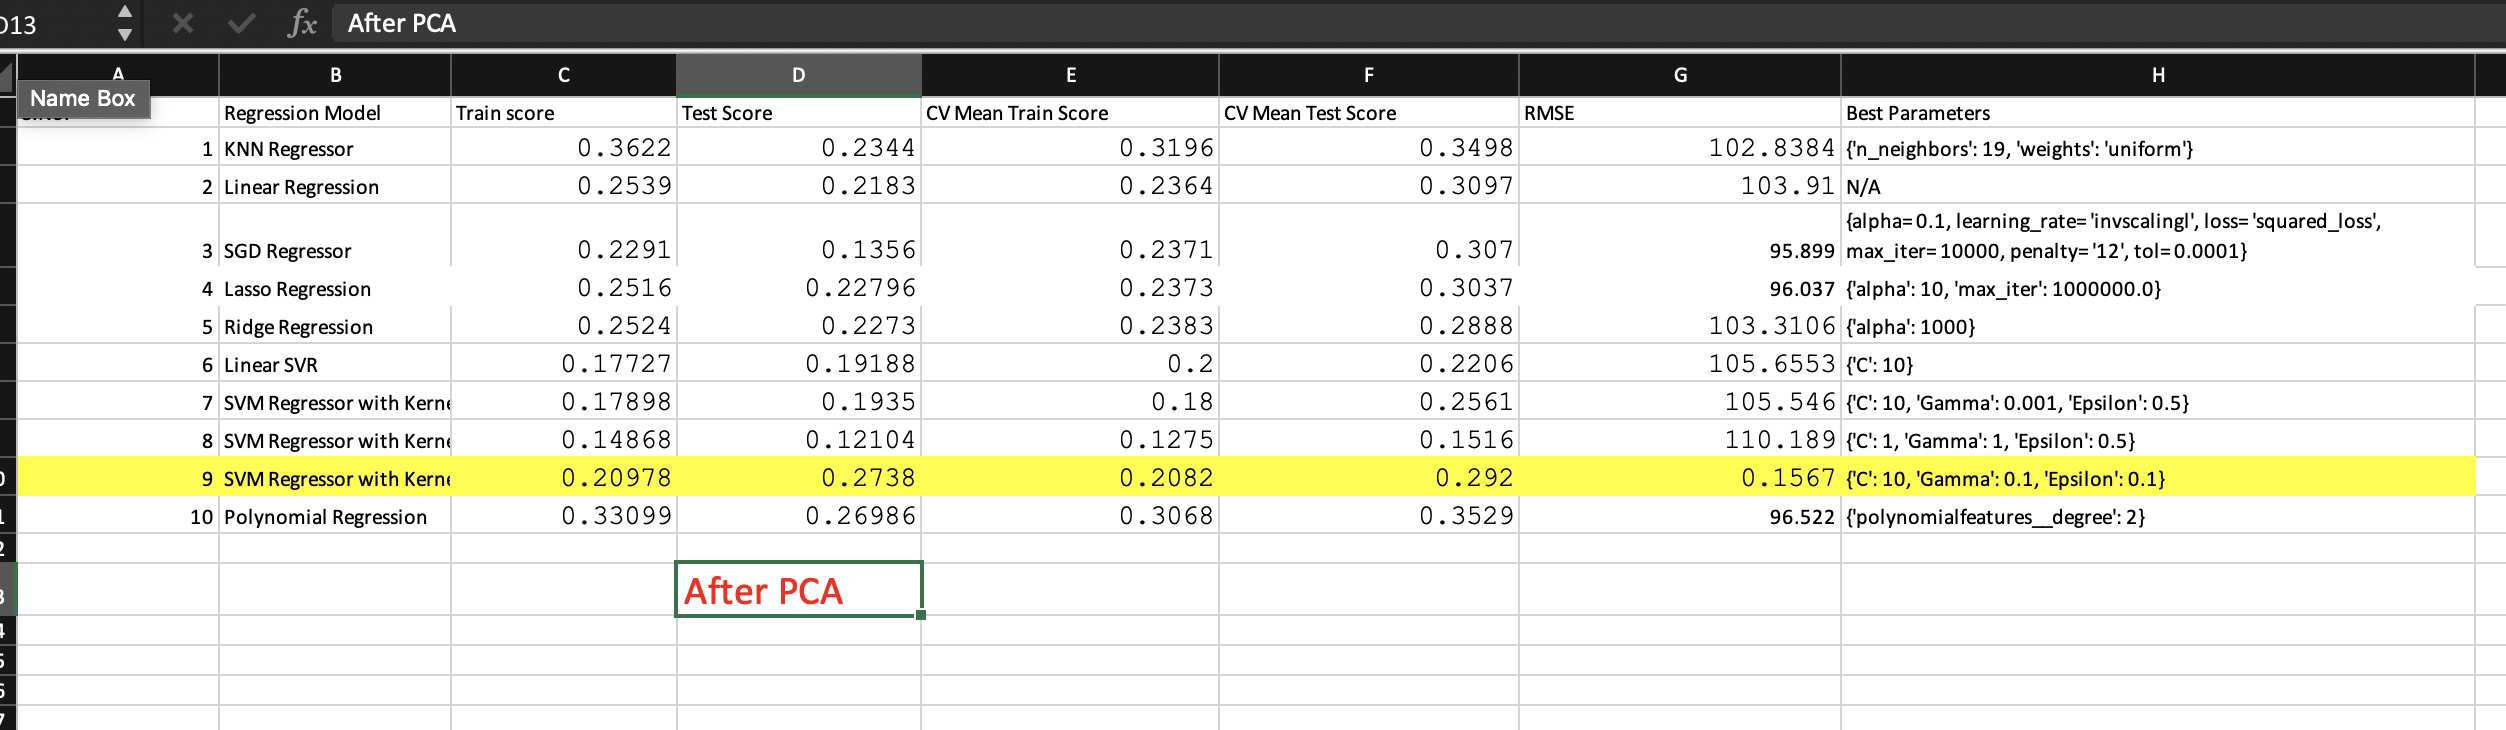 D13 fx After PCA
A B C D E F G H
Name Box
Regression Model Train score Test Score CV Mean Train Score CV Mean Test Score RMSE Best Parameters
1 KNN Regressor 0.3622 0.2344 0.3196 0.3498 102.8384 {'n_neighbors': 19, 'weights': 'uniform'}
2 Linear Regression 0.2539 0.2183 0.2364 0.3097 103.91 N/A
{alpha=0.1, learning_rate='invscalingl', loss='squared_loss',
3 SGD Regressor 0.2291 0.1356 0.2371 0.307 95.899 max_iter=10000, penalty='12', tol=0.0001}
4 Lasso Regression 0.2516 0.22796 0.2373 0.3037 96.037 {'alpha': 10, 'max_iter': 1000000.0}
5 Ridge Regression 0.2524 0.2273 0.2383 0.2888 103.3106 {'alpha': 1000}
6 Linear SVR 0.17727 0.19188 0.2 0.2206 105.6553 {'C': 10}
7 SVM Regressor with Kerne 0.17898 0.1935 0.18 0.2561 105.546 {'C': 10, 'Gamma': 0.001, 'Epsilon': 0.5}
8 SVM Regressor with Kerne 0.14868 0.12104 0.1275 0.1516 110.189 {'C': 1, 'Gamma': 1, 'Epsilon': 0.5}
9 SVM Regressor with Kerne 0.20978 0.2738 0.2082 0.292 0.1567 {'C': 10, 'Gamma': 0.1, 'Epsilon': 0.1}
10 Polynomial Regression 0.33099 0.26986 0.3068 0.3529 96.522 {'polynomialfeatures__degree': 2}
After PCA